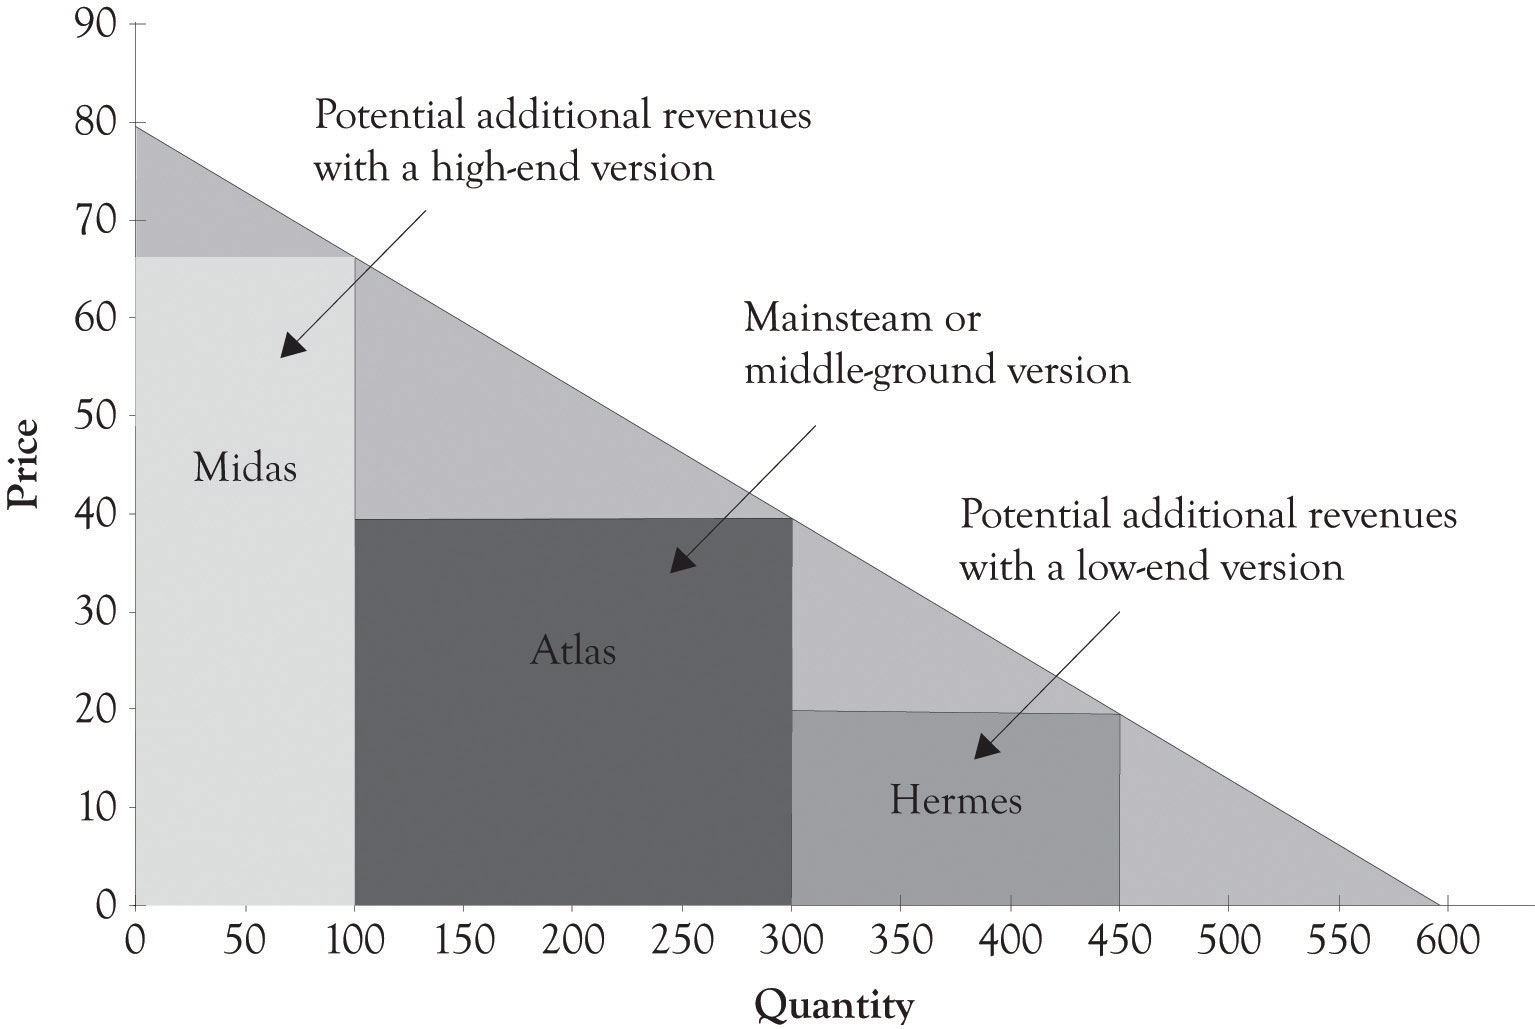 90
80
70
60
50
40
30
20
10
0
Price
Potential additional revenues
with a high-end version
Mainsteam or
middle-ground version
Potential additional revenues
with a low-end version
Midas
Atlas
Hermes
0 50 100 150 200 250 300 350 400 450 500 600
Quantity